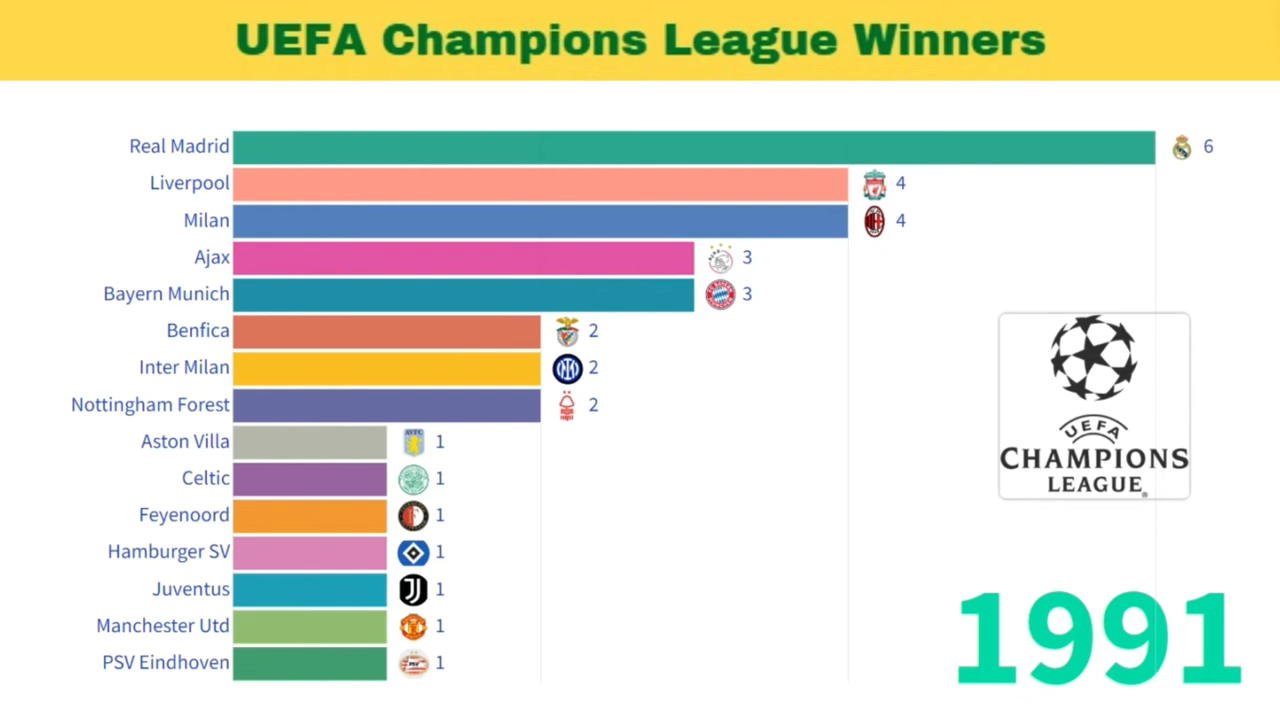 UEFA Champions League Winners
Real Madrid 6
Liverpool 4
Milan 4
Ajax 3
Bayern Munich 3
Benfica 2
Inter Milan 2
Nottingham Forest 2
Aston Villa 1
Celtic 1
Feyenoord 1
Hamburger SV 1
Juventus 1
Manchester Utd 1
PSV Eindhoven 1
UEFA
CHAMPIONS
LEAGUE
1991